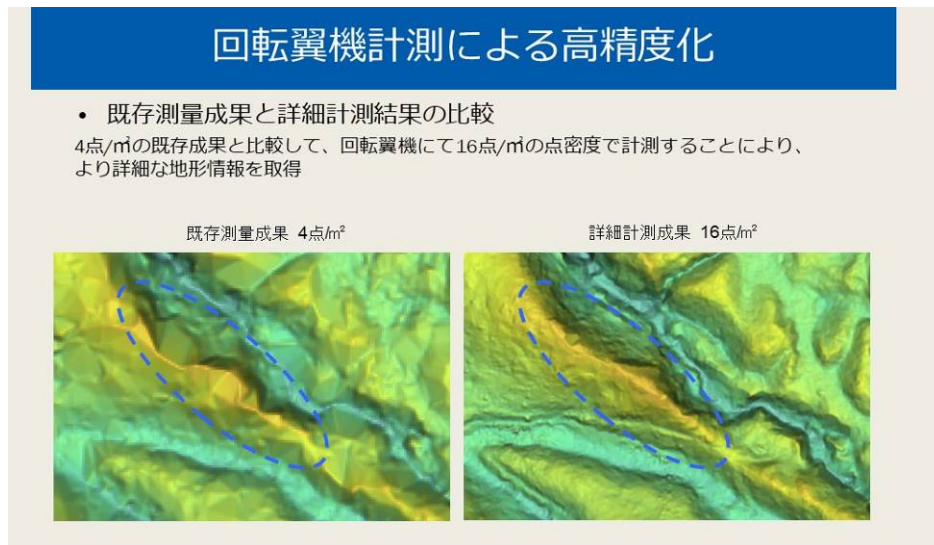 回転翼機計測による高精度化
• 既存測量成果と詳細計測結果の比較
4点/㎡の既存成果と比較して、回転翼機にて16点/㎡の点密度で計測することにより、
より詳細な地形情報を取得
既存測量成果 4点/m²
詳細計測成果 16点/m²